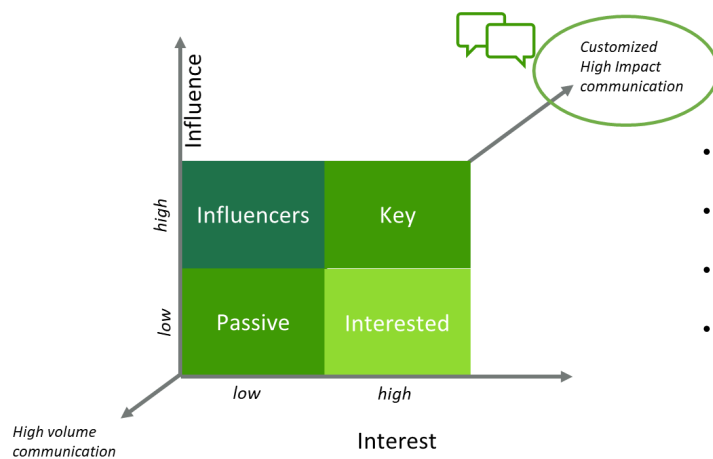 Customized
High Impact
communication
Influence
high
Influencers
Key
low
Passive
Interested
low
high
High volume
communication
Interest